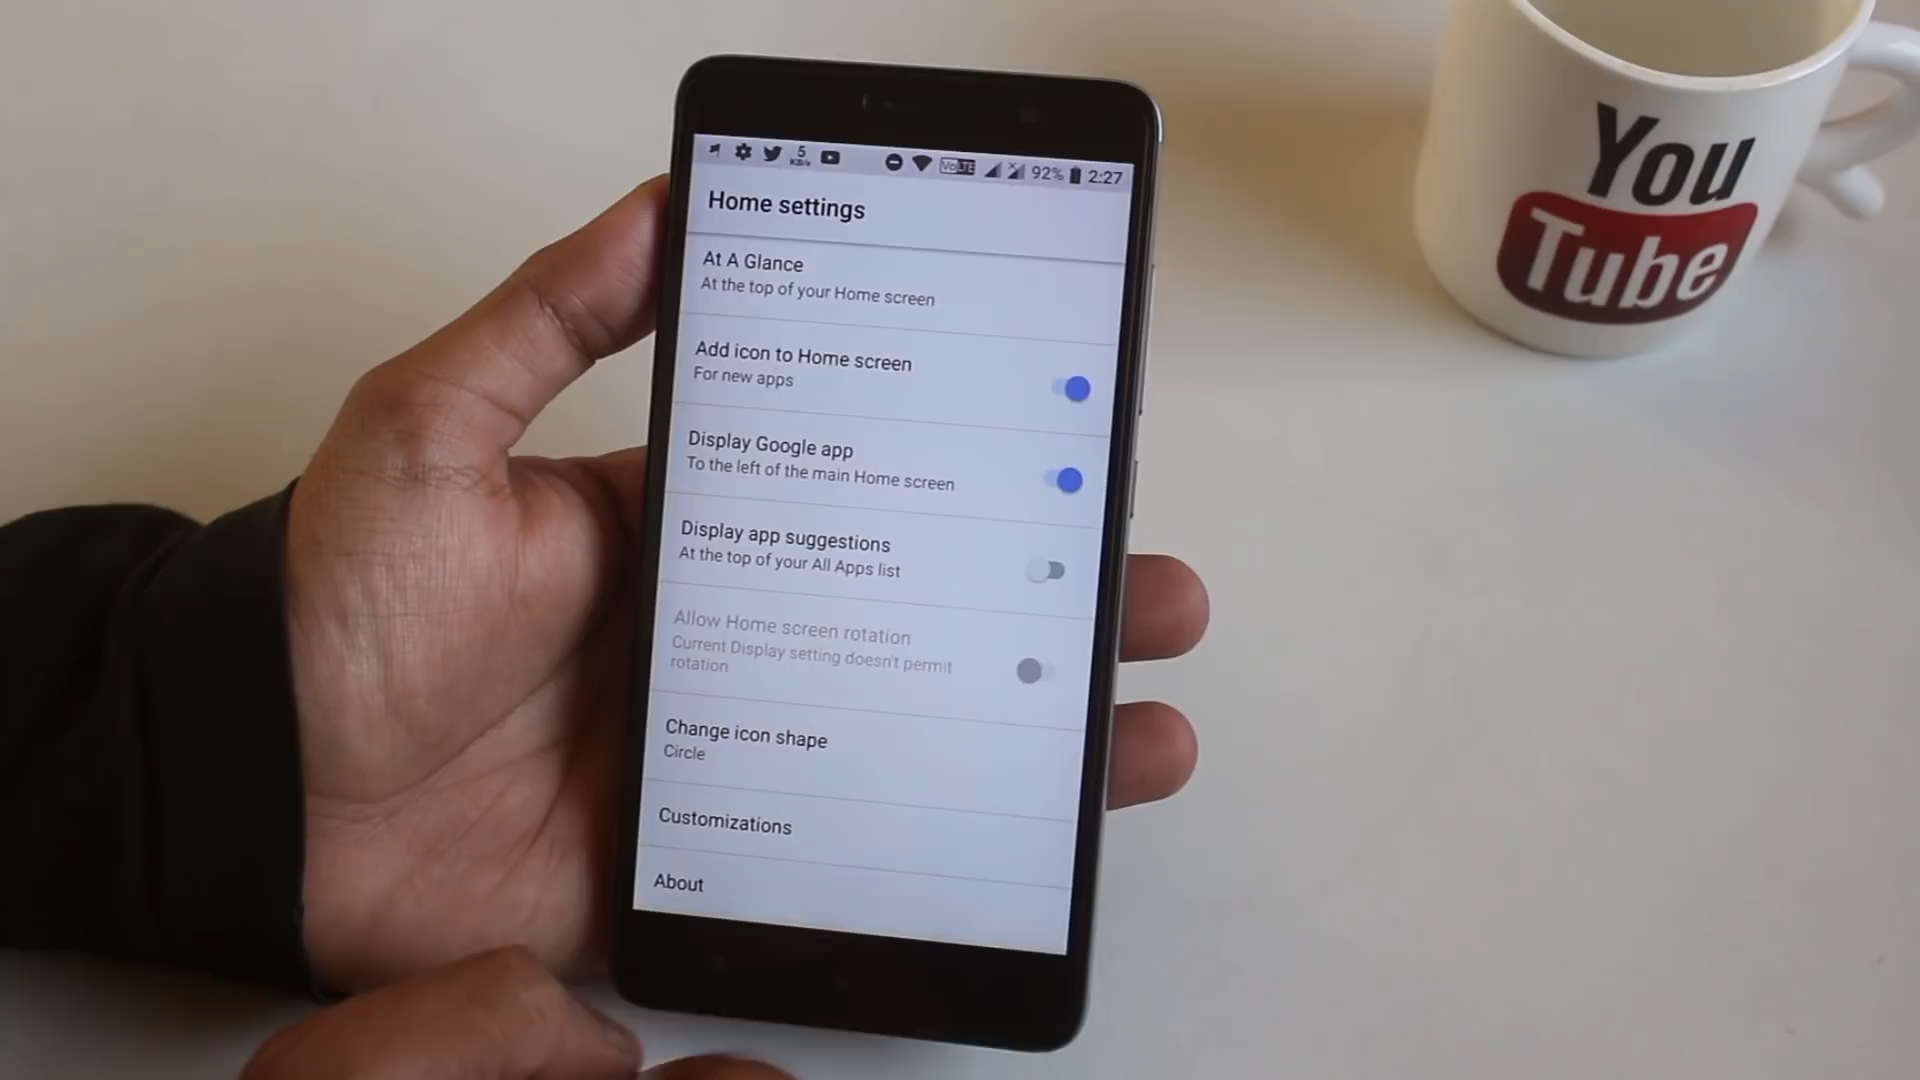 5
KB/s
VoLTE
92%
2:27
Home settings
At A Glance
At the top of your Home screen
Add icon to Home screen
For new apps
Display Google app
To the left of the main Home screen
Display app suggestions
At the top of your All Apps list
Allow Home screen rotation
Current Display setting doesn't permit
rotation
Change icon shape
Circle
Customizations
About
You
Tube